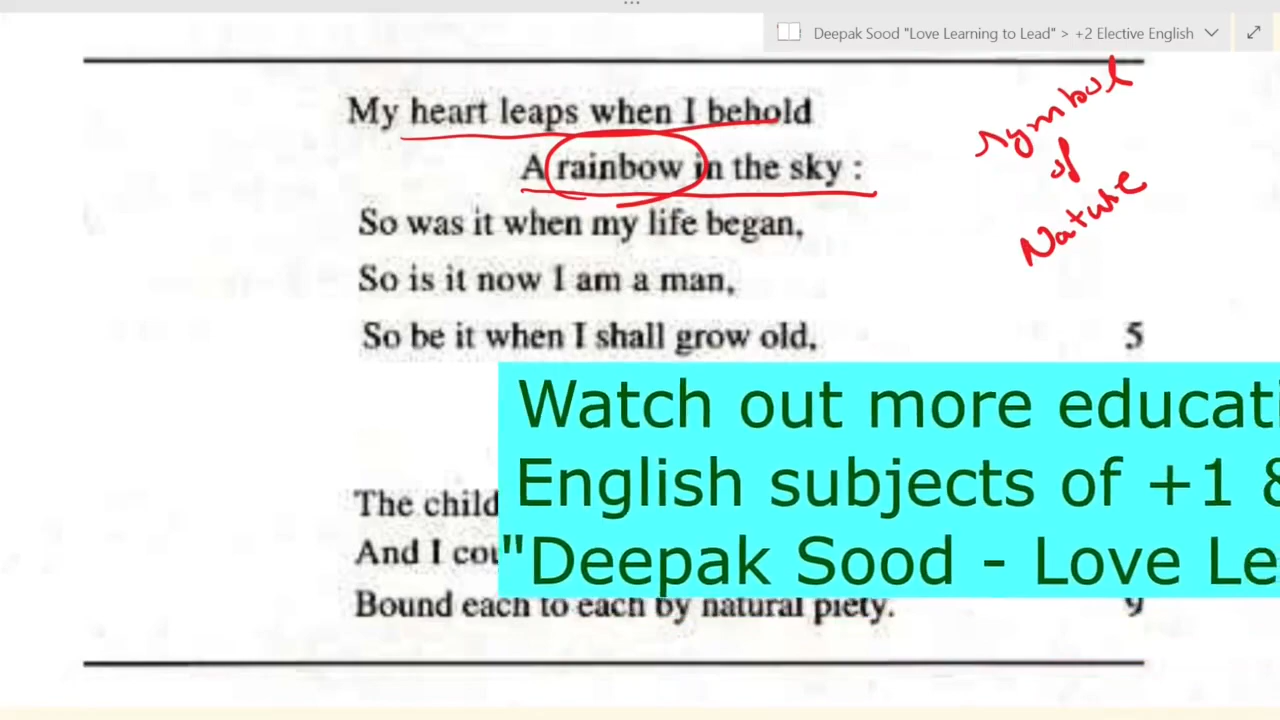 Deepak Sood "Love Learning to Lead" > +2 Elective English
My heart leaps when I behold
A rainbow in the sky :
So was it when my life began,
So is it now I am a man,
So be it when I shall grow old, 5
The child
And I
Bound each to each by natural piety. 9
symbol
of
Nature
Watch out more
English subjects of +1 &
"Deepak Sood - Love